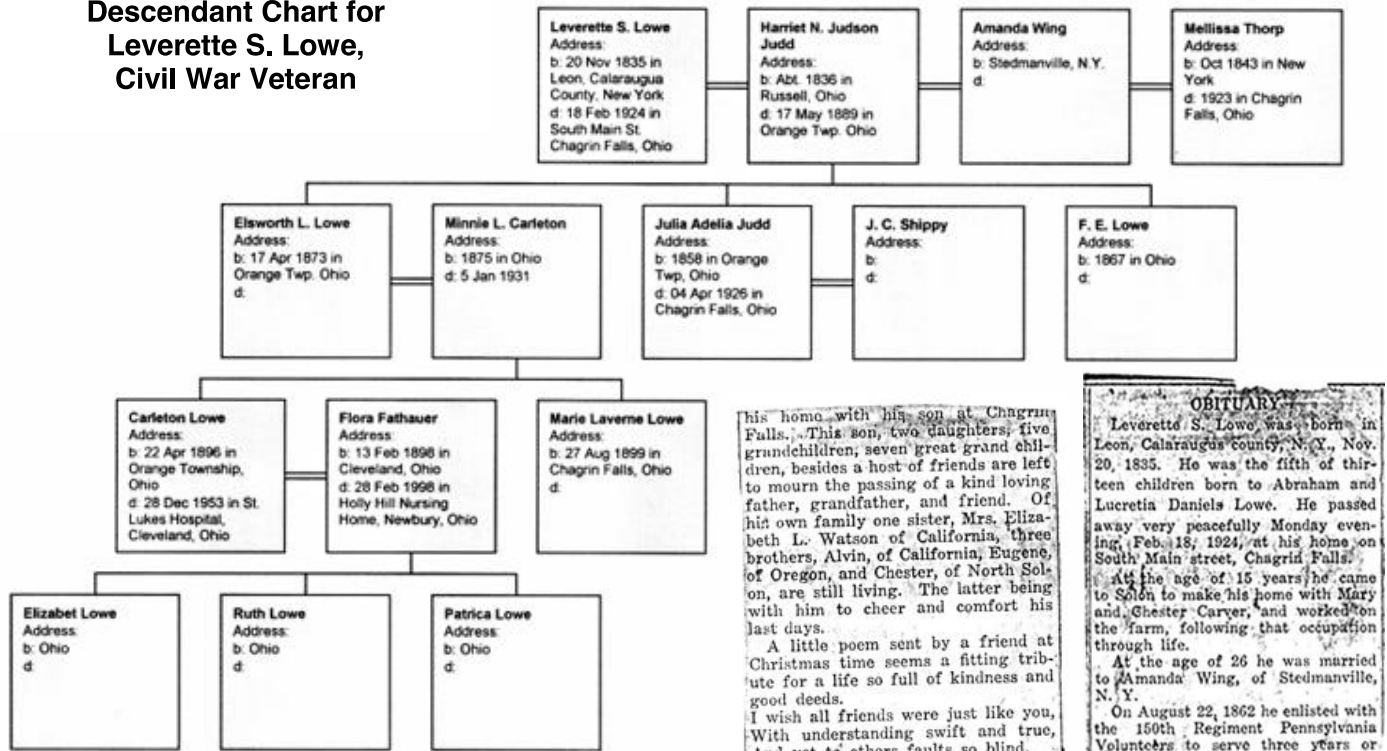 Descendant Chart for
Leverette S. Lowe,
Civil War Veteran
Leverette S. Lowe
Address:
b: 20 Nov 1835 in
Leon, Calaraugua
County, New York
d: 18 Feb 1924 in
South Main St.
Chagrin Falls, Ohio
Harriet N. Judson
Judd
Address:
b: Abt. 1836 in
Russell, Ohio
d: 17 May 1889 in
Orange Twp. Ohio
Amanda Wing
Address:
b: Stedmanville, N.Y.
d:
Mellissa Thorp
Address:
b: Oct 1843 in New
York
d: 1923 in Chagrin
Falls, Ohio
Elsworth L. Lowe
Address:
b: 17 Apr 1873 in
Orange Twp. Ohio
d:
Minnie L. Carleton
Address:
b: 1875 in Ohio
d: 5 Jan 1931
Julia Adelia Judd
Address:
b: 1858 in Orange
Twp, Ohio
d: 04 Apr 1926 in
Chagrin Falls, Ohio
J. C. Shippy
Address:
b:
d:
F. E. Lowe
Address:
b: 1867 in Ohio
d:
Carleton Lowe
Address:
b: 22 Apr 1896 in
Orange Township,
Ohio
d: 28 Dec 1953 in St.
Lukes Hospital,
Cleveland, Ohio
Flora Fathauer
Address:
b: 13 Feb 1898 in
Cleveland, Ohio
d: 28 Feb 1998 in
Holly Hill Nursing
Home, Newbury, Ohio
Marie Laverne Lowe
Address:
b: 27 Aug 1899 in
Chagrin Falls, Ohio
d:
Elizabet Lowe
Address:
b: Ohio
d:
Ruth Lowe
Address:
b: Ohio
d:
Patrica Lowe
Address:
b: Ohio
d:
his home with his son at Chagrin
Falls. This son, two daughters, five
grandchildren, seven great grand chil-
dren, besides a host of friends are left
to mourn the passing of a kind loving
father, grandfather, and friend. Of
his own family one sister, Mrs. Eliza-
beth L. Watson of California, three
brothers, Alvin, of California, Eugene,
of Oregon, and Chester, of North Sol-
on, are still living. The latter being
with him to cheer and comfort his
last days.
A little poem sent by a friend at
Christmas time seems a fitting trib-
ute for a life so full of kindness and
good deeds.
I wish all friends were just like you,
With understanding swift and true,
And yet to others faults so blind,
OBITUARY
Leverette S. Lowe was born in
Leon, Calaraugus county, N. Y., Nov.
20, 1835. He was the fifth of thir-
teen children born to Abraham and
Lucretia Daniels Lowe. He passed
away very peacefully Monday even-
ing, Feb. 18, 1924, at his home on
South Main street, Chagrin Falls.
At the age of 15 years he came
to Solon to make his home with Mary
and Chester Carver, and worked on
the farm, following that occupation
through life.
At the age of 26 he was married
to Amanda Wing, of Stedmanville,
N. Y.
On August 22, 1862 he enlisted with
the 150th Regiment Pennsylvania
Volunteers to serve three years or